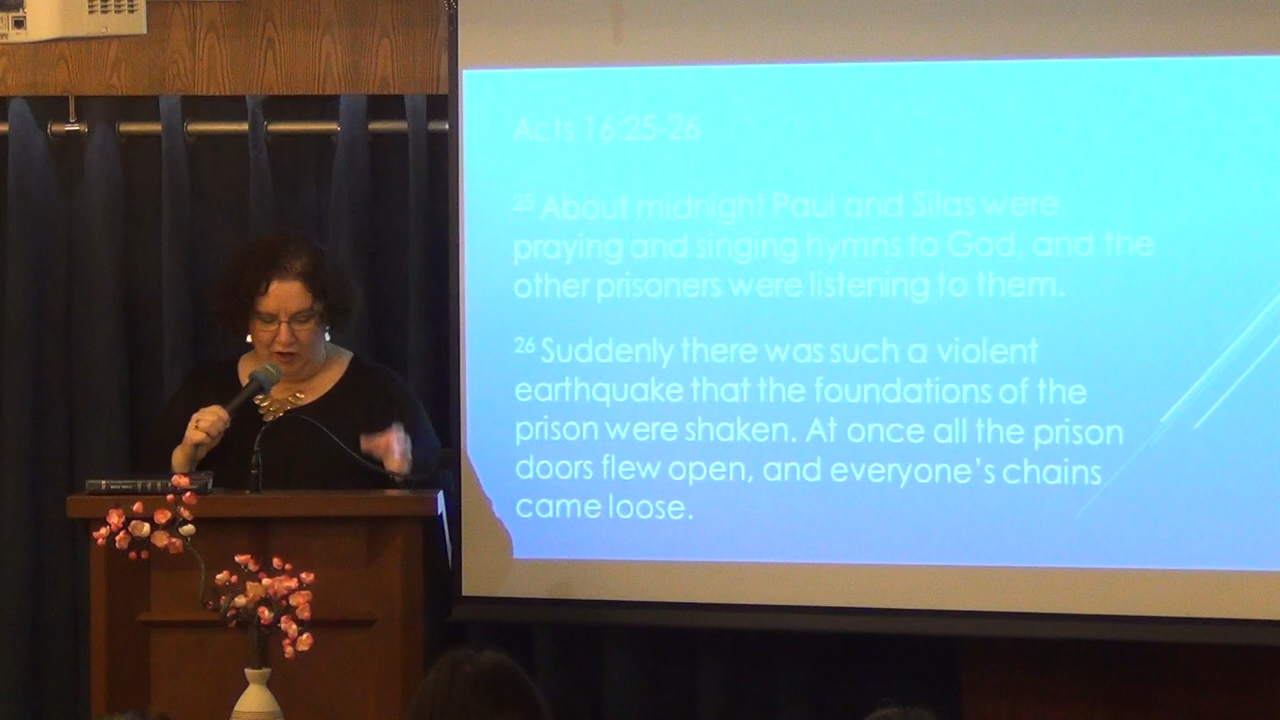 Acts 16:25-26
25 About midnight Paul and Silas were
praying and singing hymns to God, and the
other prisoners were listening to them.
26 Suddenly there was such a violent
earthquake that the foundations of the
prison were shaken. At once all the prison
doors flew open, and everyone's chains
came loose.